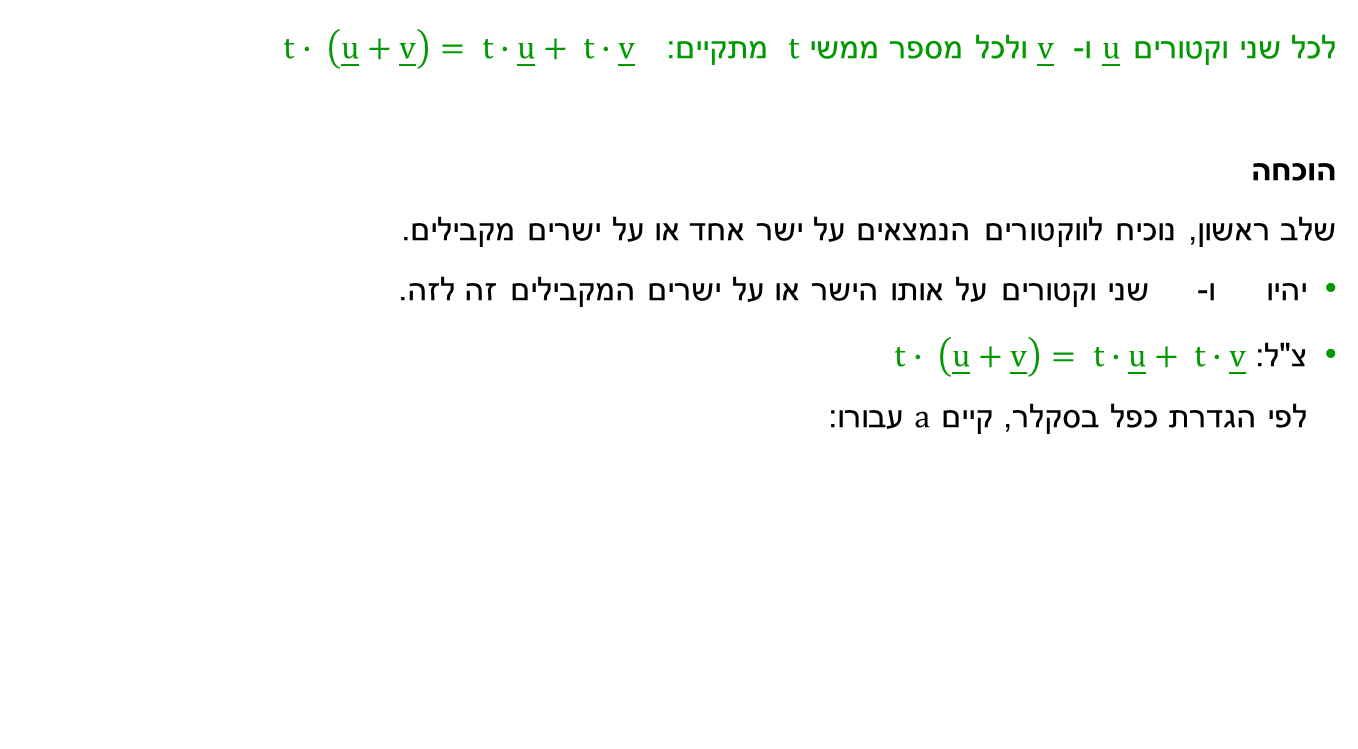 לכל שני וקטורים u ו- v ולכל מספר ממשי t מתקיים: t · (u + v) = t · u + t · v
הוכחה
שלב ראשון, נוכיח לווקטורים הנמצאים על ישר אחד או על ישרים מקבילים.
• יהיו ו- שני וקטורים על אותו הישר או על ישרים המקבילים זה לזה.
• צ"ל: t · (u + v) = t · u + t · v
לפי הגדרת כפל בסקלר, קיים a עבורו: